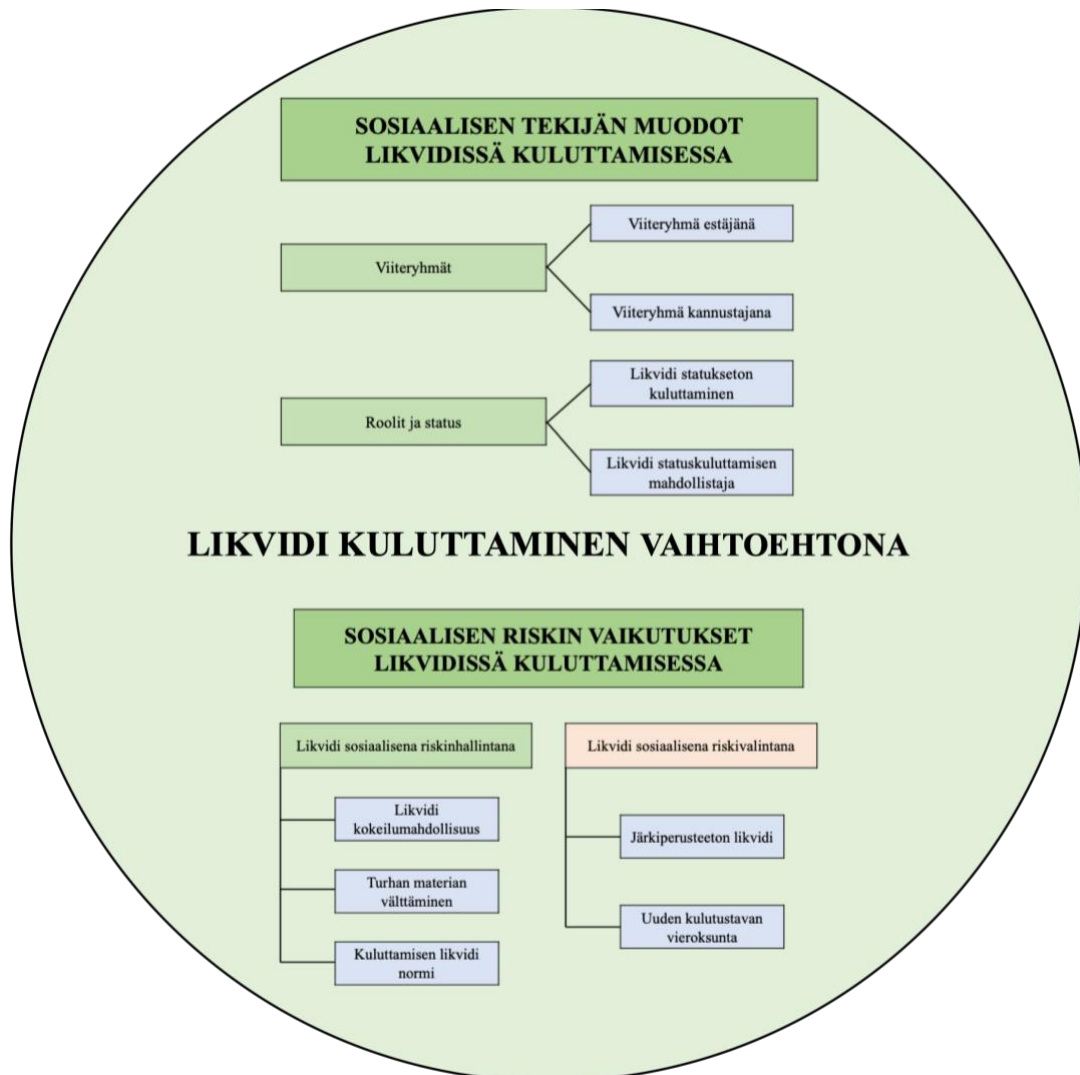 SOSIAALISEN TEKIJÄN MUODOT
LIKVIDISSÄ KULUTTAMISESSA
Viiteryhmät
Viiteryhmä estäjänä
Viiteryhmä kannustajana
Roolit ja status
Likvidi statukseton
kuluttaminen
Likvidi statuskuluttamisen
mahdollistaja
LIKVIDI KULUTTAMINEN VAIHTOEHTONA
SOSIAALISEN RISKIN VAIKUTUKSET
LIKVIDISSÄ KULUTTAMISESSA
Likvidi sosiaalisena riskinhallintana
Likvidi
kokeilumahdollisuus
Turhan materian
välttäminen
Kuluttamisen likvidi
normi
Likvidi sosiaalisena riskivalintana
Järkiperusteeton likvidi
Uuden kulutustavan
vieroksunta